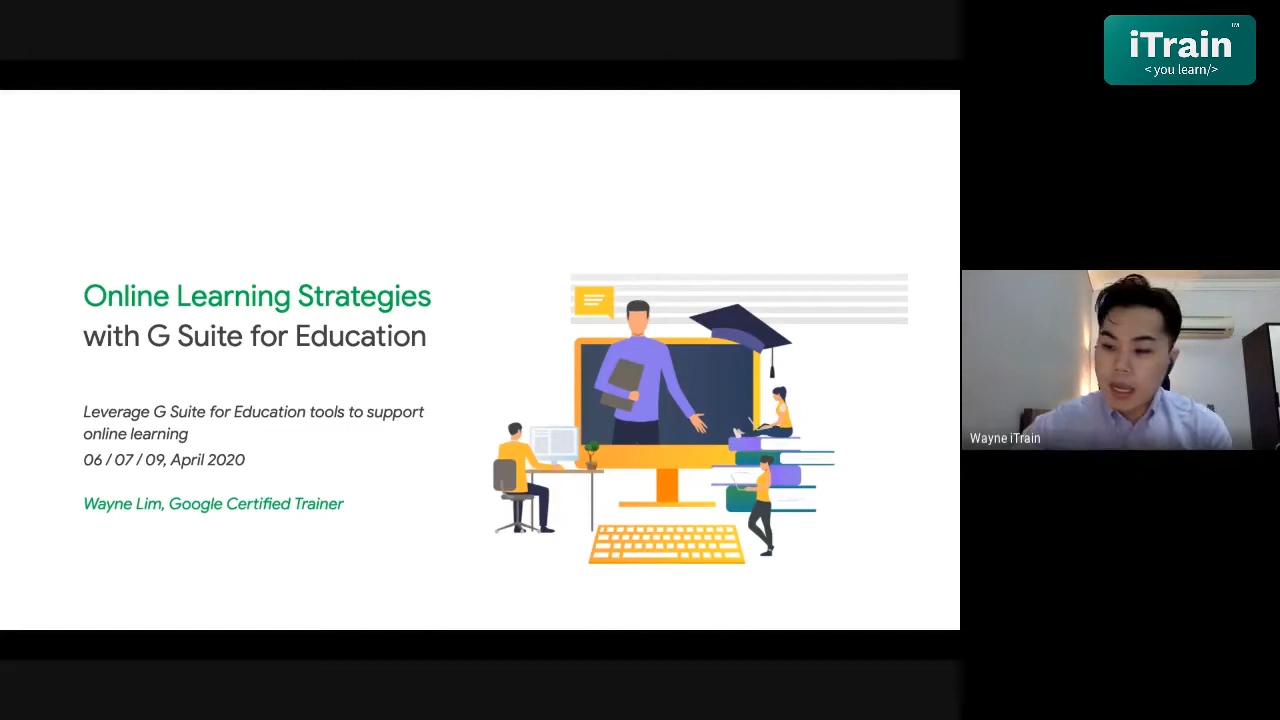 iTrain™
< you learn/>
Online Learning Strategies
with G Suite for Education
Leverage G Suite for Education tools to support
online learning
06 / 07 / 09, April 2020
Wayne Lim, Google Certified Trainer
Wayne iTrain